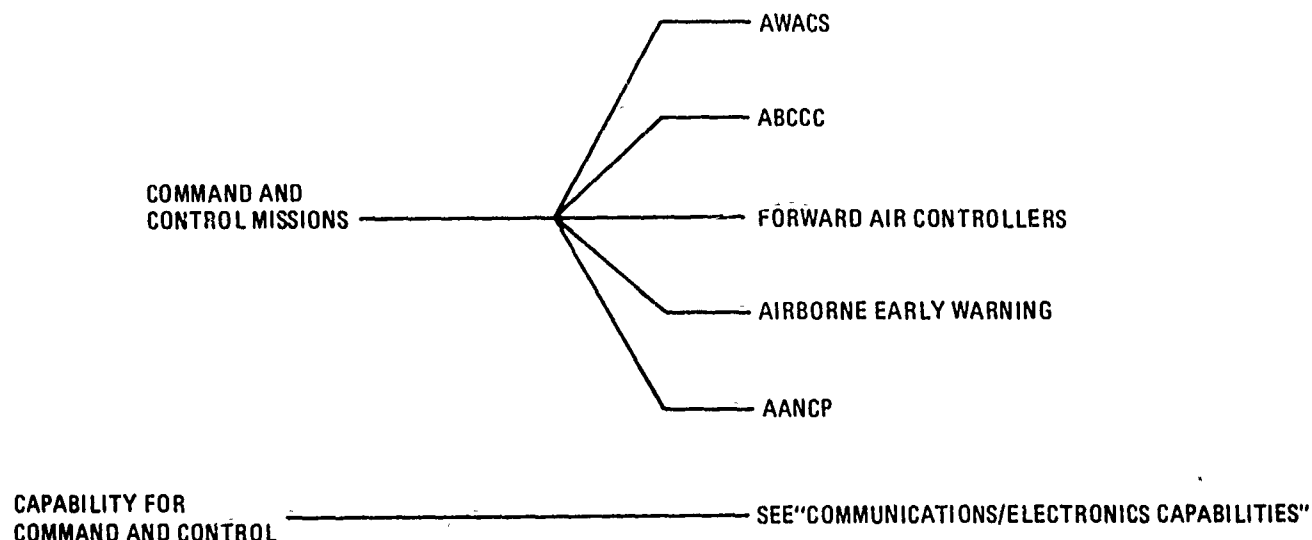 AWACS
ABCCC
COMMAND AND
CONTROL MISSIONS
FORWARD AIR CONTROLLERS
AIRBORNE EARLY WARNING
AANCP
CAPABILITY FOR
COMMAND AND CONTROL
SEE"COMMUNICATIONS/ELECTRONICS CAPABILITIES"